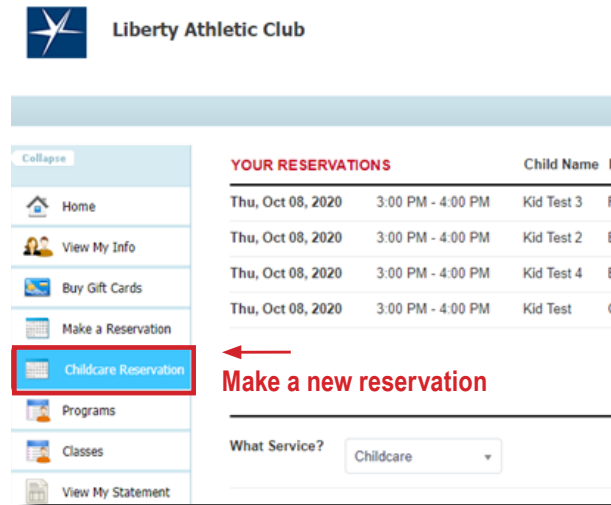 Liberty Athletic Club
Collapse
Home
View My Info
Buy Gift Cards
Make a Reservation
Childcare Reservation
Programs
Classes
View My Statement
YOUR RESERVATIONS Child Name
Thu, Oct 08, 2020 3:00 PM - 4:00 PM Kid Test 3
Thu, Oct 08, 2020 3:00 PM - 4:00 PM Kid Test 2
Thu, Oct 08, 2020 3:00 PM - 4:00 PM Kid Test 4
Thu, Oct 08, 2020 3:00 PM - 4:00 PM Kid Test
Make a new reservation
What Service? Childcare